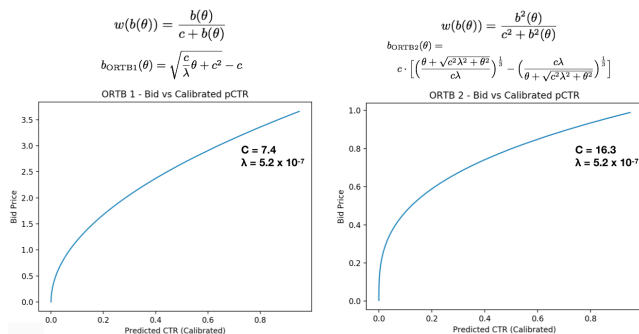 w(b(θ)) = b(θ) / (c + b(θ))
b_ORTB1(θ) = √(c/λ θ + c²) − c
ORTB 1 - Bid vs Calibrated pCTR
C = 7.4
λ = 5.2 x 10⁻⁷
Bid Price
3.5
3.0
2.5
2.0
1.5
1.0
0.5
0.0
0.0 0.2 0.4 0.6 0.8
Predicted CTR (Calibrated)
w(b(θ)) = b²(θ) / (c² + b²(θ))
b_ORTB2(θ) =
c · [((θ + √(c²λ² + θ²)) / cλ)^(1/3) − (cλ / (θ + √(c²λ² + θ²)))^(1/3)]
ORTB 2 - Bid vs Calibrated pCTR
C = 16.3
λ = 5.2 x 10⁻⁷
Bid Price
1.0
0.8
0.6
0.4
0.2
0.0
0.0 0.2 0.4 0.6 0.8
Predicted CTR (Calibrated)